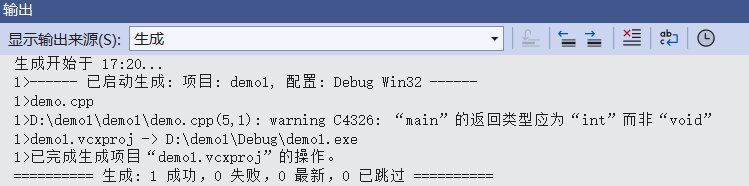 输出
显示输出来源(S): 生成
生成开始于 17:20...
1>------ 已启动生成: 项目: demo1, 配置: Debug Win32 ------
1>demo.cpp
1>D:\demo1\demo1\demo.cpp(5,1): warning C4326: “main”的返回类型应为“int”而非“void”
1>demo1.vcxproj -> D:\demo1\Debug\demo1.exe
1>已完成生成项目“demo1.vcxproj”的操作。
========== 生成: 1 成功，0 失败，0 最新，0 已跳过 ==========